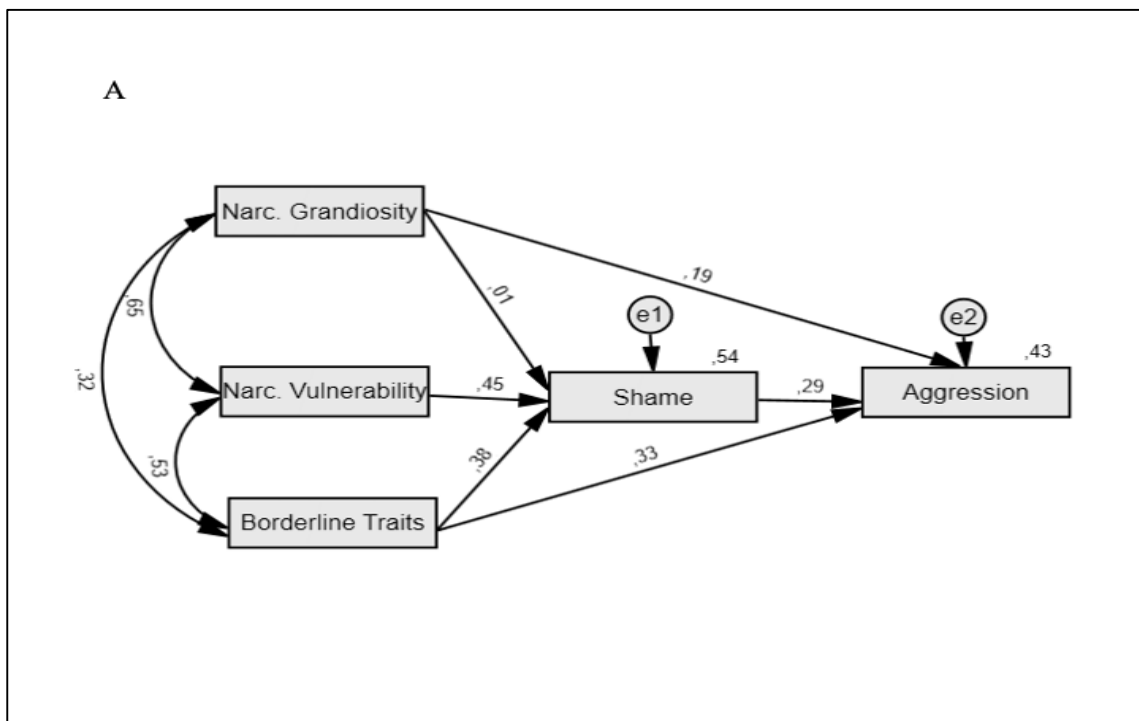 A
Narc. Grandiosity
,19
,65
,01
e1
e2
,32
,54
,43
Narc. Vulnerability
,45
Shame
,29
Aggression
,53
,38
,33
Borderline Traits